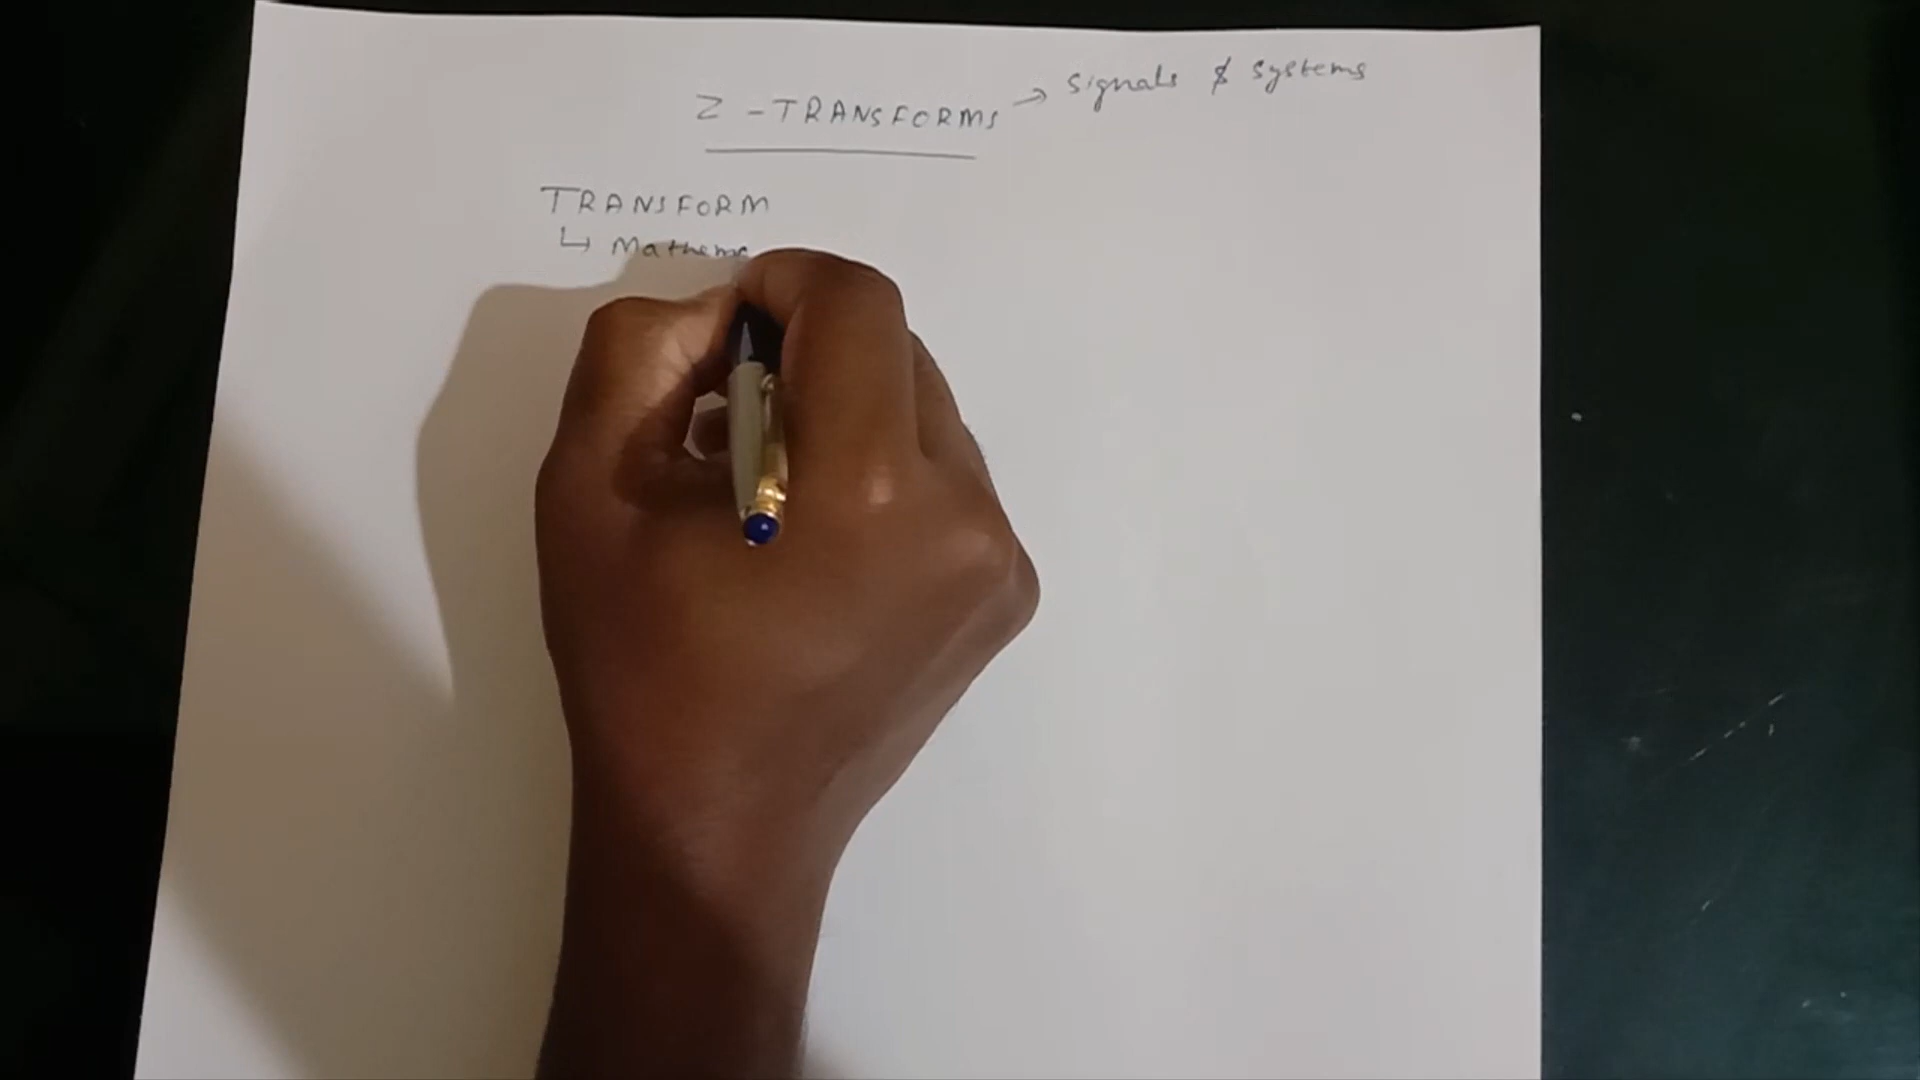 Z - TRANSFORMS → signals & systems
TRANSFORM
↳ Mathema